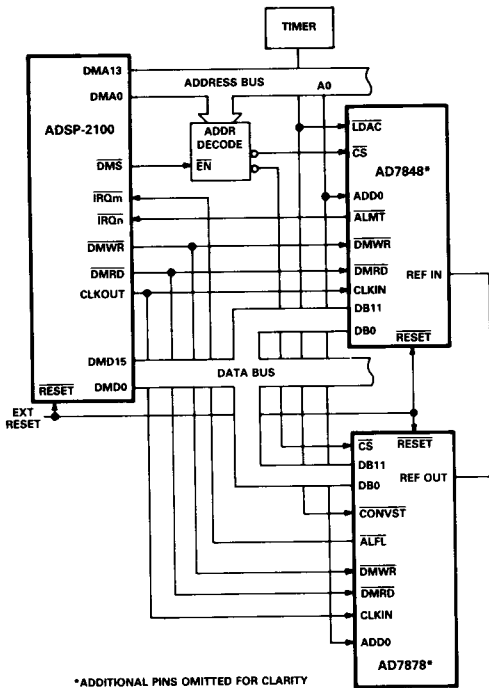 TIMER
DMA13
ADDRESS BUS
A0
DMA0
ADSP-2100
ADDR
DECODE
EN
DMS
IRQm
IRQn
DMWR
DMRD
CLKOUT
DMD15
DMD0
DATA BUS
RESET
EXT
RESET
LDAC
CS
AD7848*
ADD0
ALMT
DMWR
DMRD
REF IN
CLKIN
DB11
DB0
RESET
RESET
CS
DB11
REF OUT
DB0
CONVST
ALFL
DMWR
DMRD
CLKIN
ADD0
AD7878*
*ADDITIONAL PINS OMITTED FOR CLARITY